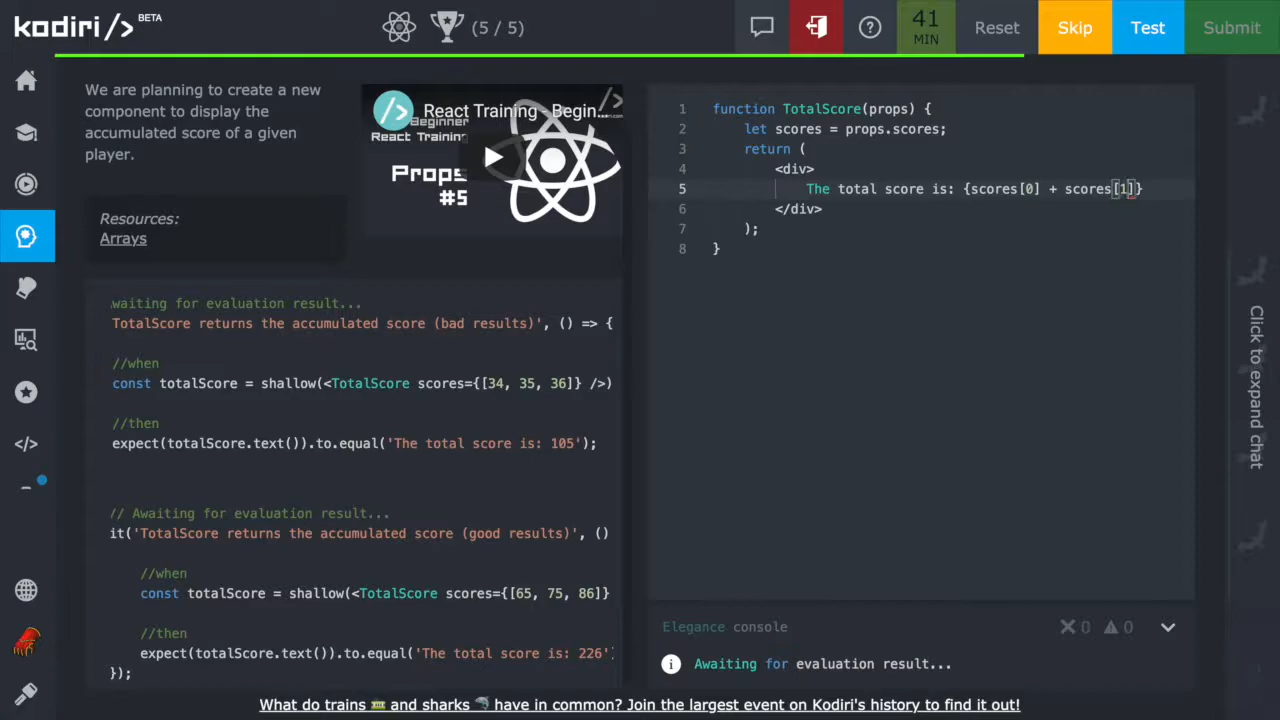 kodiri/> BETA
(5 / 5)
41
MIN
Reset
Skip
Test
Submit
We are planning to create a new
component to display the
accumulated score of a given
player.
Resources:
Arrays
React Training - Begin...
Beginner
React Training
Props
#5
waiting for evaluation result...
TotalScore returns the accumulated score (bad results)', () => {
//when
const totalScore = shallow(<TotalScore scores={[34, 35, 36]} />)
//then
expect(totalScore.text()).to.equal('The total score is: 105');
// Awaiting for evaluation result...
it('TotalScore returns the accumulated score (good results)', ()
//when
const totalScore = shallow(<TotalScore scores={[65, 75, 86]}
//then
expect(totalScore.text()).to.equal('The total score is: 226'
});
1 function TotalScore(props) {
2 let scores = props.scores;
3 return (
4 <div>
5 The total score is: {scores[0] + scores[1]}
6 </div>
7 );
8 }
Elegance console
0 0
Awaiting for evaluation result...
Click to expand chat
What do trains 🚃 and sharks 🦈 have in common? Join the largest event on Kodiri's history to find it out!